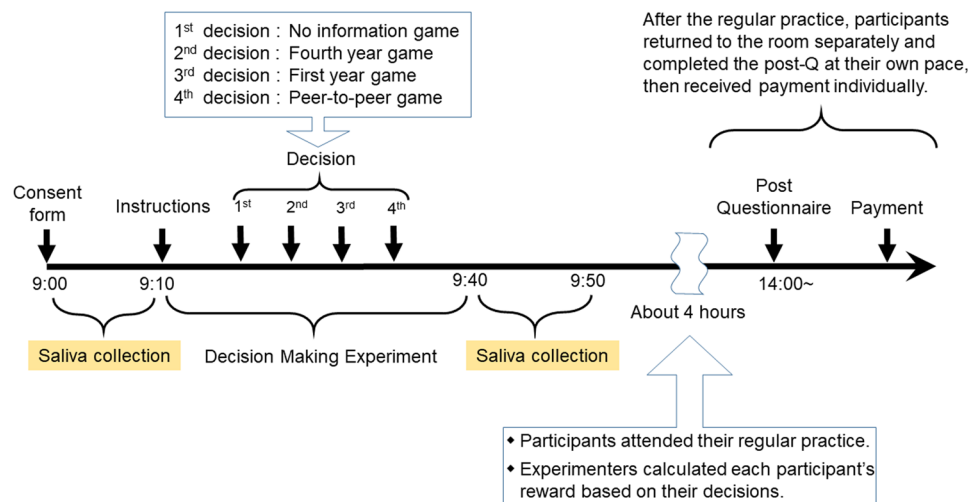 1st decision : No information game
2nd decision : Fourth year game
3rd decision : First year game
4th decision : Peer-to-peer game
After the regular practice, participants
returned to the room separately and
completed the post-Q at their own pace,
then received payment individually.
Decision
Consent
form
Instructions
1st
2nd
3rd
4th
Post
Questionnaire
Payment
9:00
9:10
9:40
9:50
14:00~
About 4 hours
Saliva collection
Decision Making Experiment
Saliva collection
◆ Participants attended their regular practice.
◆ Experimenters calculated each participant's
reward based on their decisions.